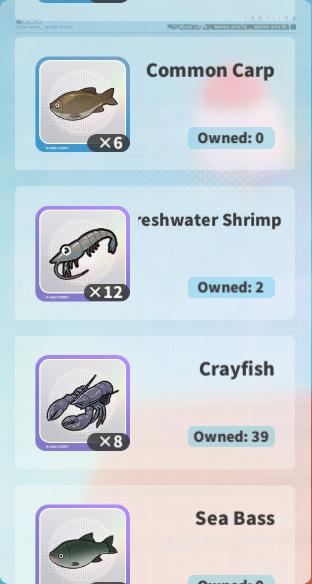 Common Carp
×6
Owned: 0
reshwater Shrimp
×12
Owned: 2
Crayfish
×8
Owned: 39
Sea Bass